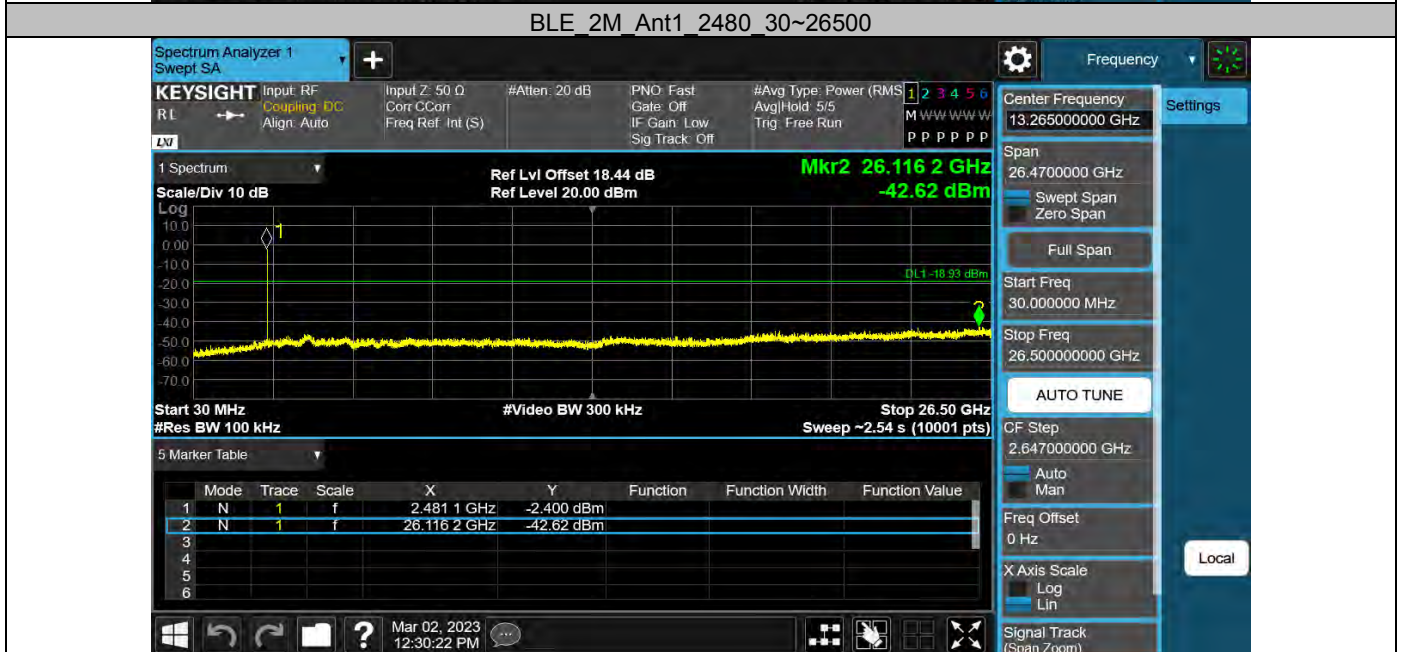 BLE_2M_Ant1_2480_30~26500
Spectrum Analyzer 1
Swept SA
Frequency
KEYSIGHT
RL
LXI
Input: RF
Coupling: DC
Align: Auto
Input Z: 50 Ω
Corr CCorr
Freq Ref: Int (S)
#Atten: 20 dB
PNO: Fast
Gate: Off
IF Gain: Low
Sig Track: Off
#Avg Type: Power (RMS
Avg|Hold: 5/5
Trig: Free Run
1 2 3 4 5 6
M W W W W W
P P P P P P
1 Spectrum
Scale/Div 10 dB
Ref Lvl Offset 18.44 dB
Ref Level 20.00 dBm
Mkr2 26.116 2 GHz
-42.62 dBm
Log
10.0
0.00
-10.0
-20.0
-30.0
-40.0
-50.0
-60.0
-70.0
1
2
DL1 -18.93 dBm
Start 30 MHz
#Res BW 100 kHz
#Video BW 300 kHz
Stop 26.50 GHz
Sweep ~2.54 s (10001 pts)
5 Marker Table
Mode Trace Scale X Y Function Function Width Function Value
1 N 1 f 2.481 1 GHz -2.400 dBm
2 N 1 f 26.116 2 GHz -42.62 dBm
3
4
5
6
Mar 02, 2023
12:30:22 PM
Center Frequency
13.265000000 GHz
Span
26.4700000 GHz
Swept Span
Zero Span
Full Span
Start Freq
30.000000 MHz
Stop Freq
26.500000000 GHz
AUTO TUNE
CF Step
2.647000000 GHz
Auto
Man
Freq Offset
0 Hz
X Axis Scale
Log
Lin
Signal Track
(Span Zoom)
Settings
Local